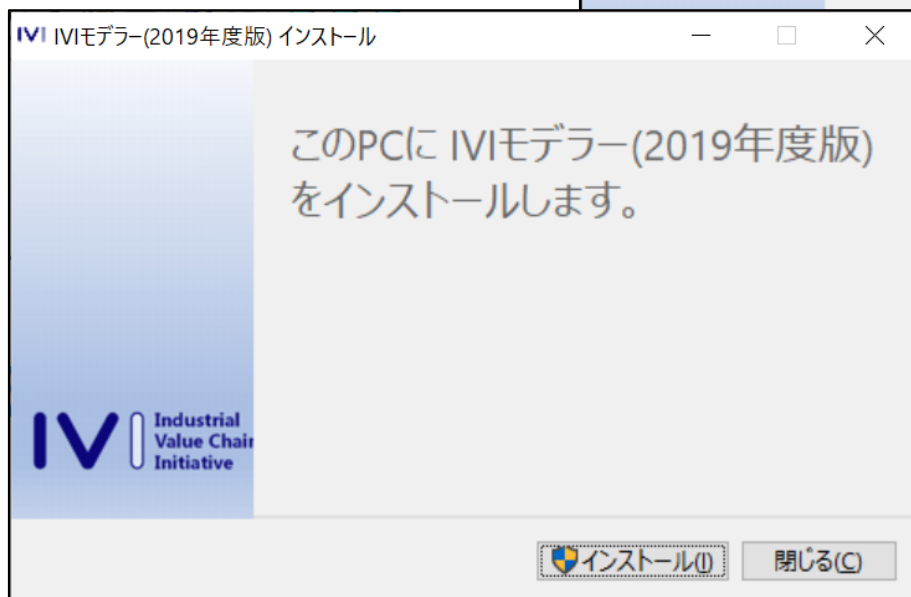 IVI IVIモデラー(2019年度版) インストール
このPCに IVIモデラー(2019年度版)
をインストールします。
IVI
Industrial
Value Chain
Initiative
インストール(I)
閉じる(C)